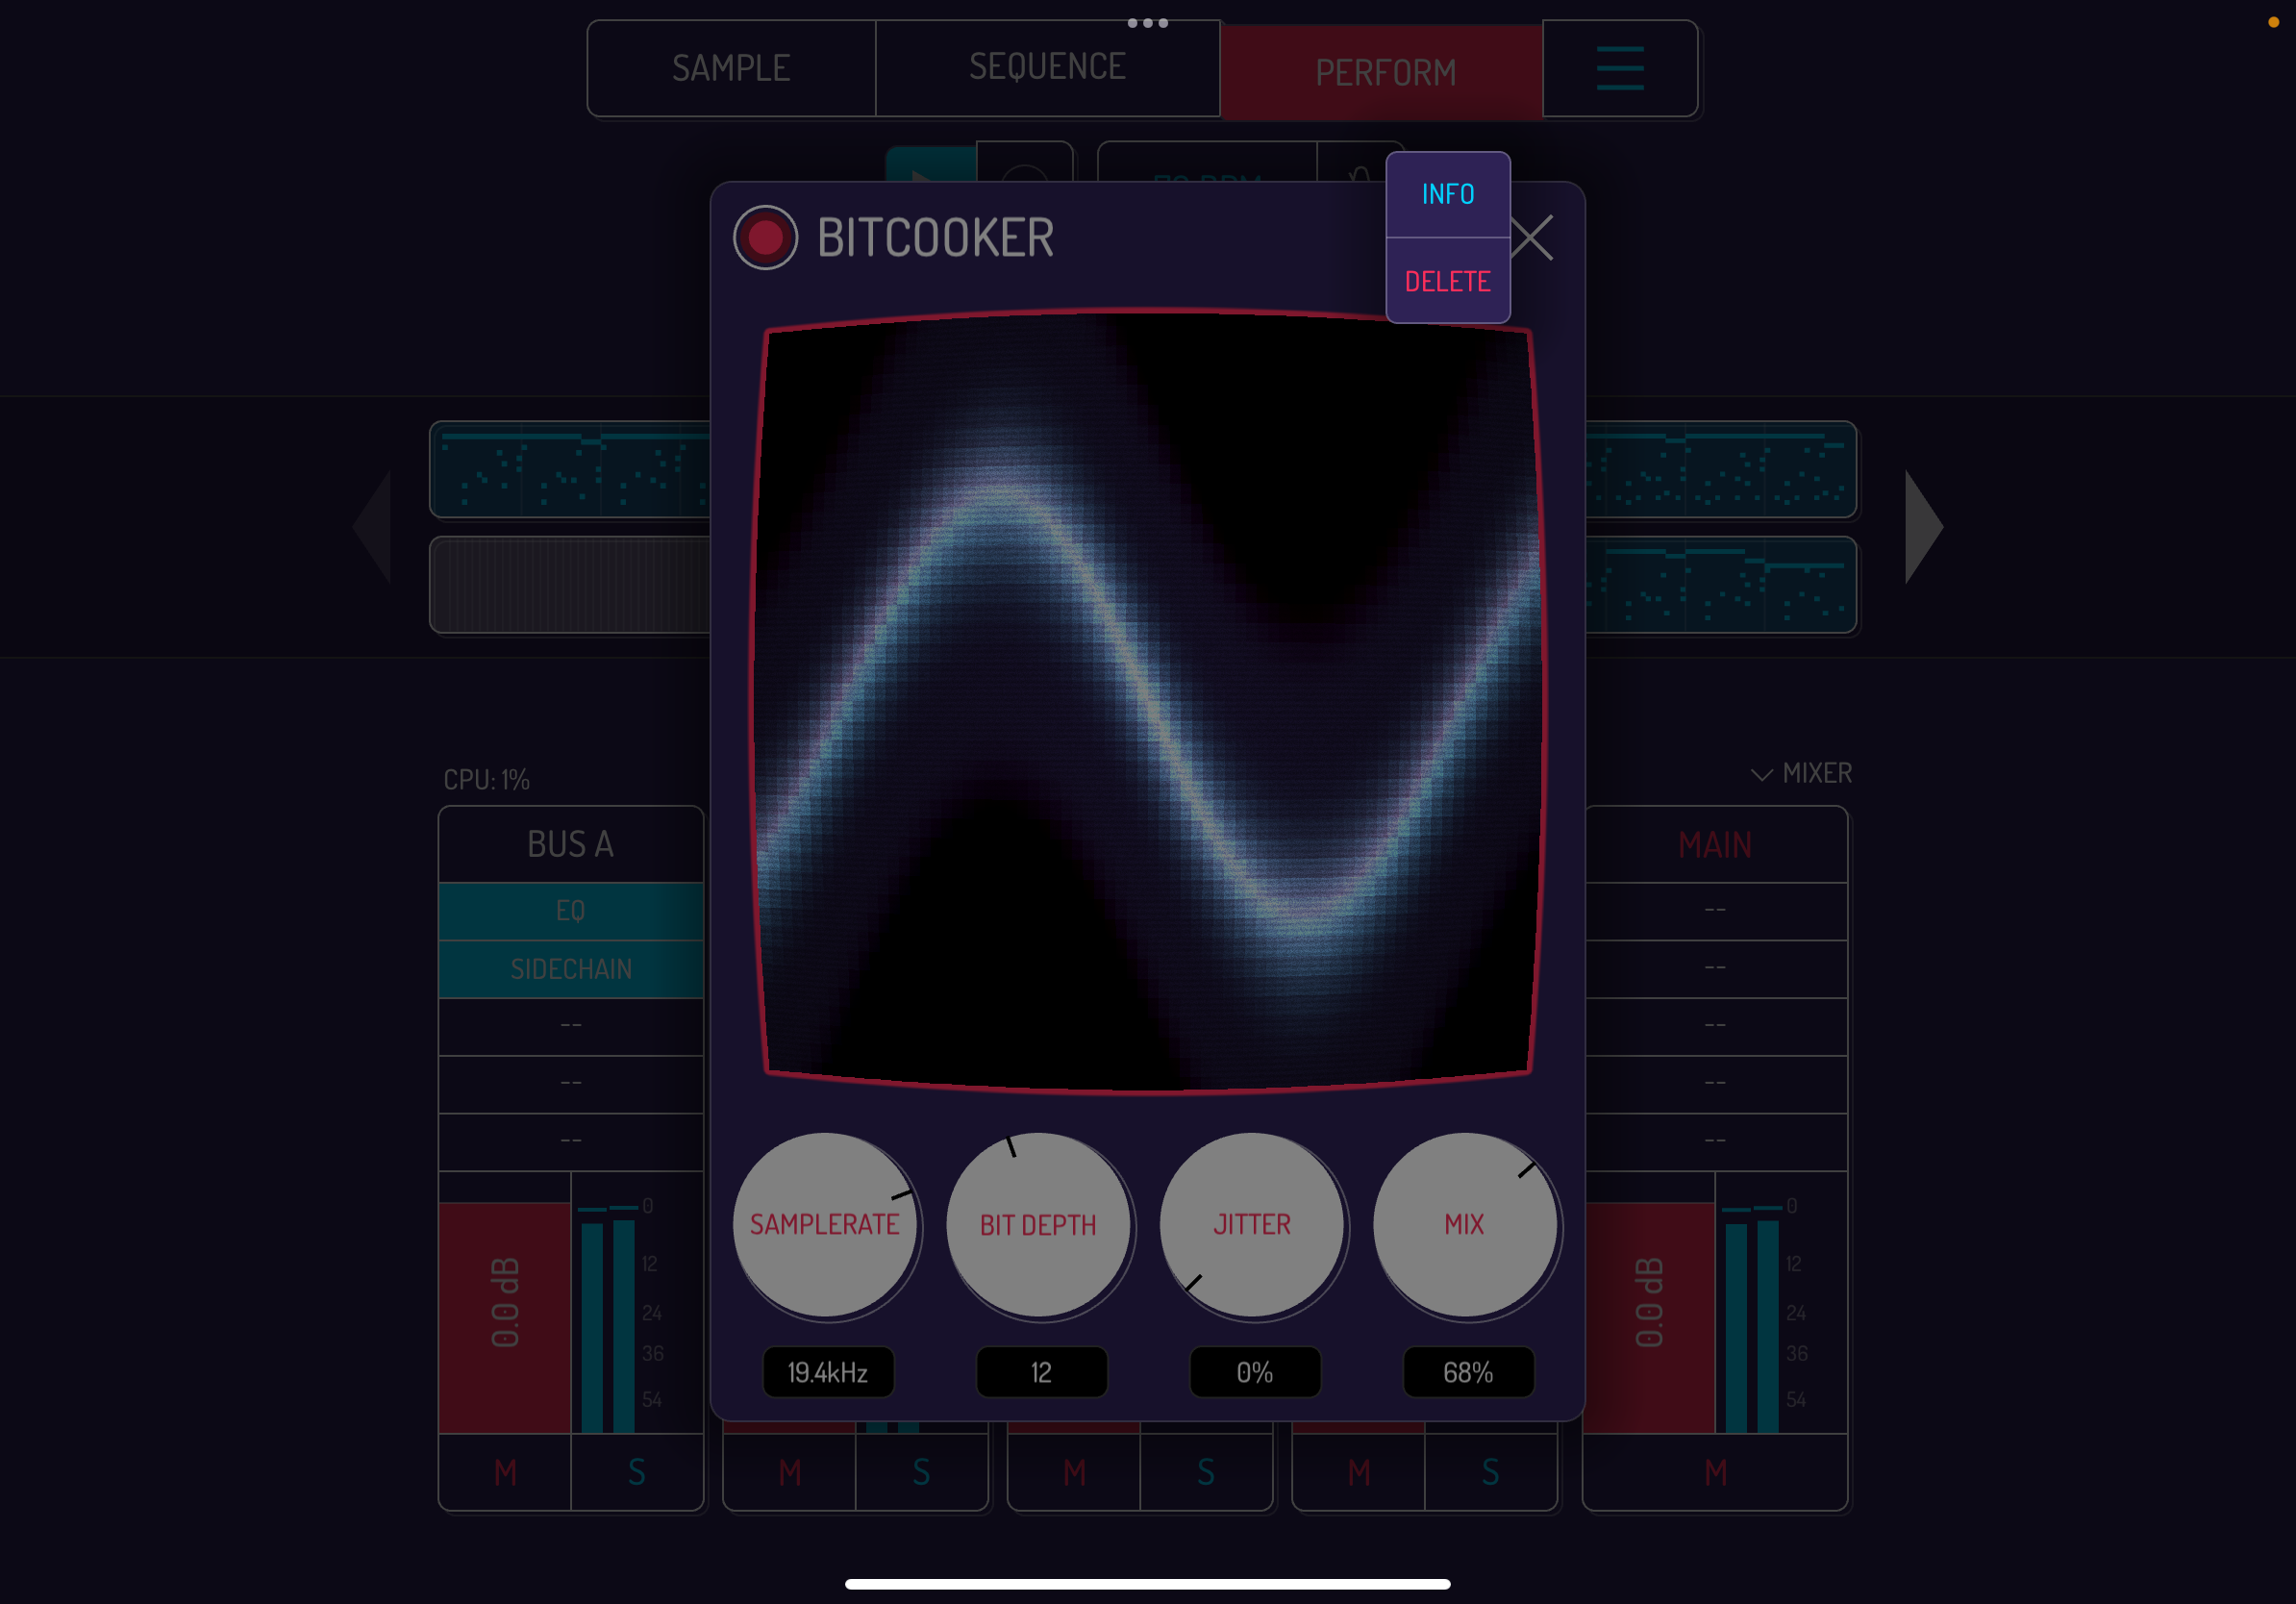 SAMPLE SEQUENCE PERFORM
BITCOOKER
INFO
DELETE
CPU: 1%
MIXER
BUS A
EQ
SIDECHAIN
--
--
--
0.0 dB
0
12
24
36
54
M S
MAIN
--
--
--
--
--
0.0 dB
0
12
24
36
54
M
SAMPLERATE BIT DEPTH JITTER MIX
19.4kHz 12 0% 68%
M S M S M S